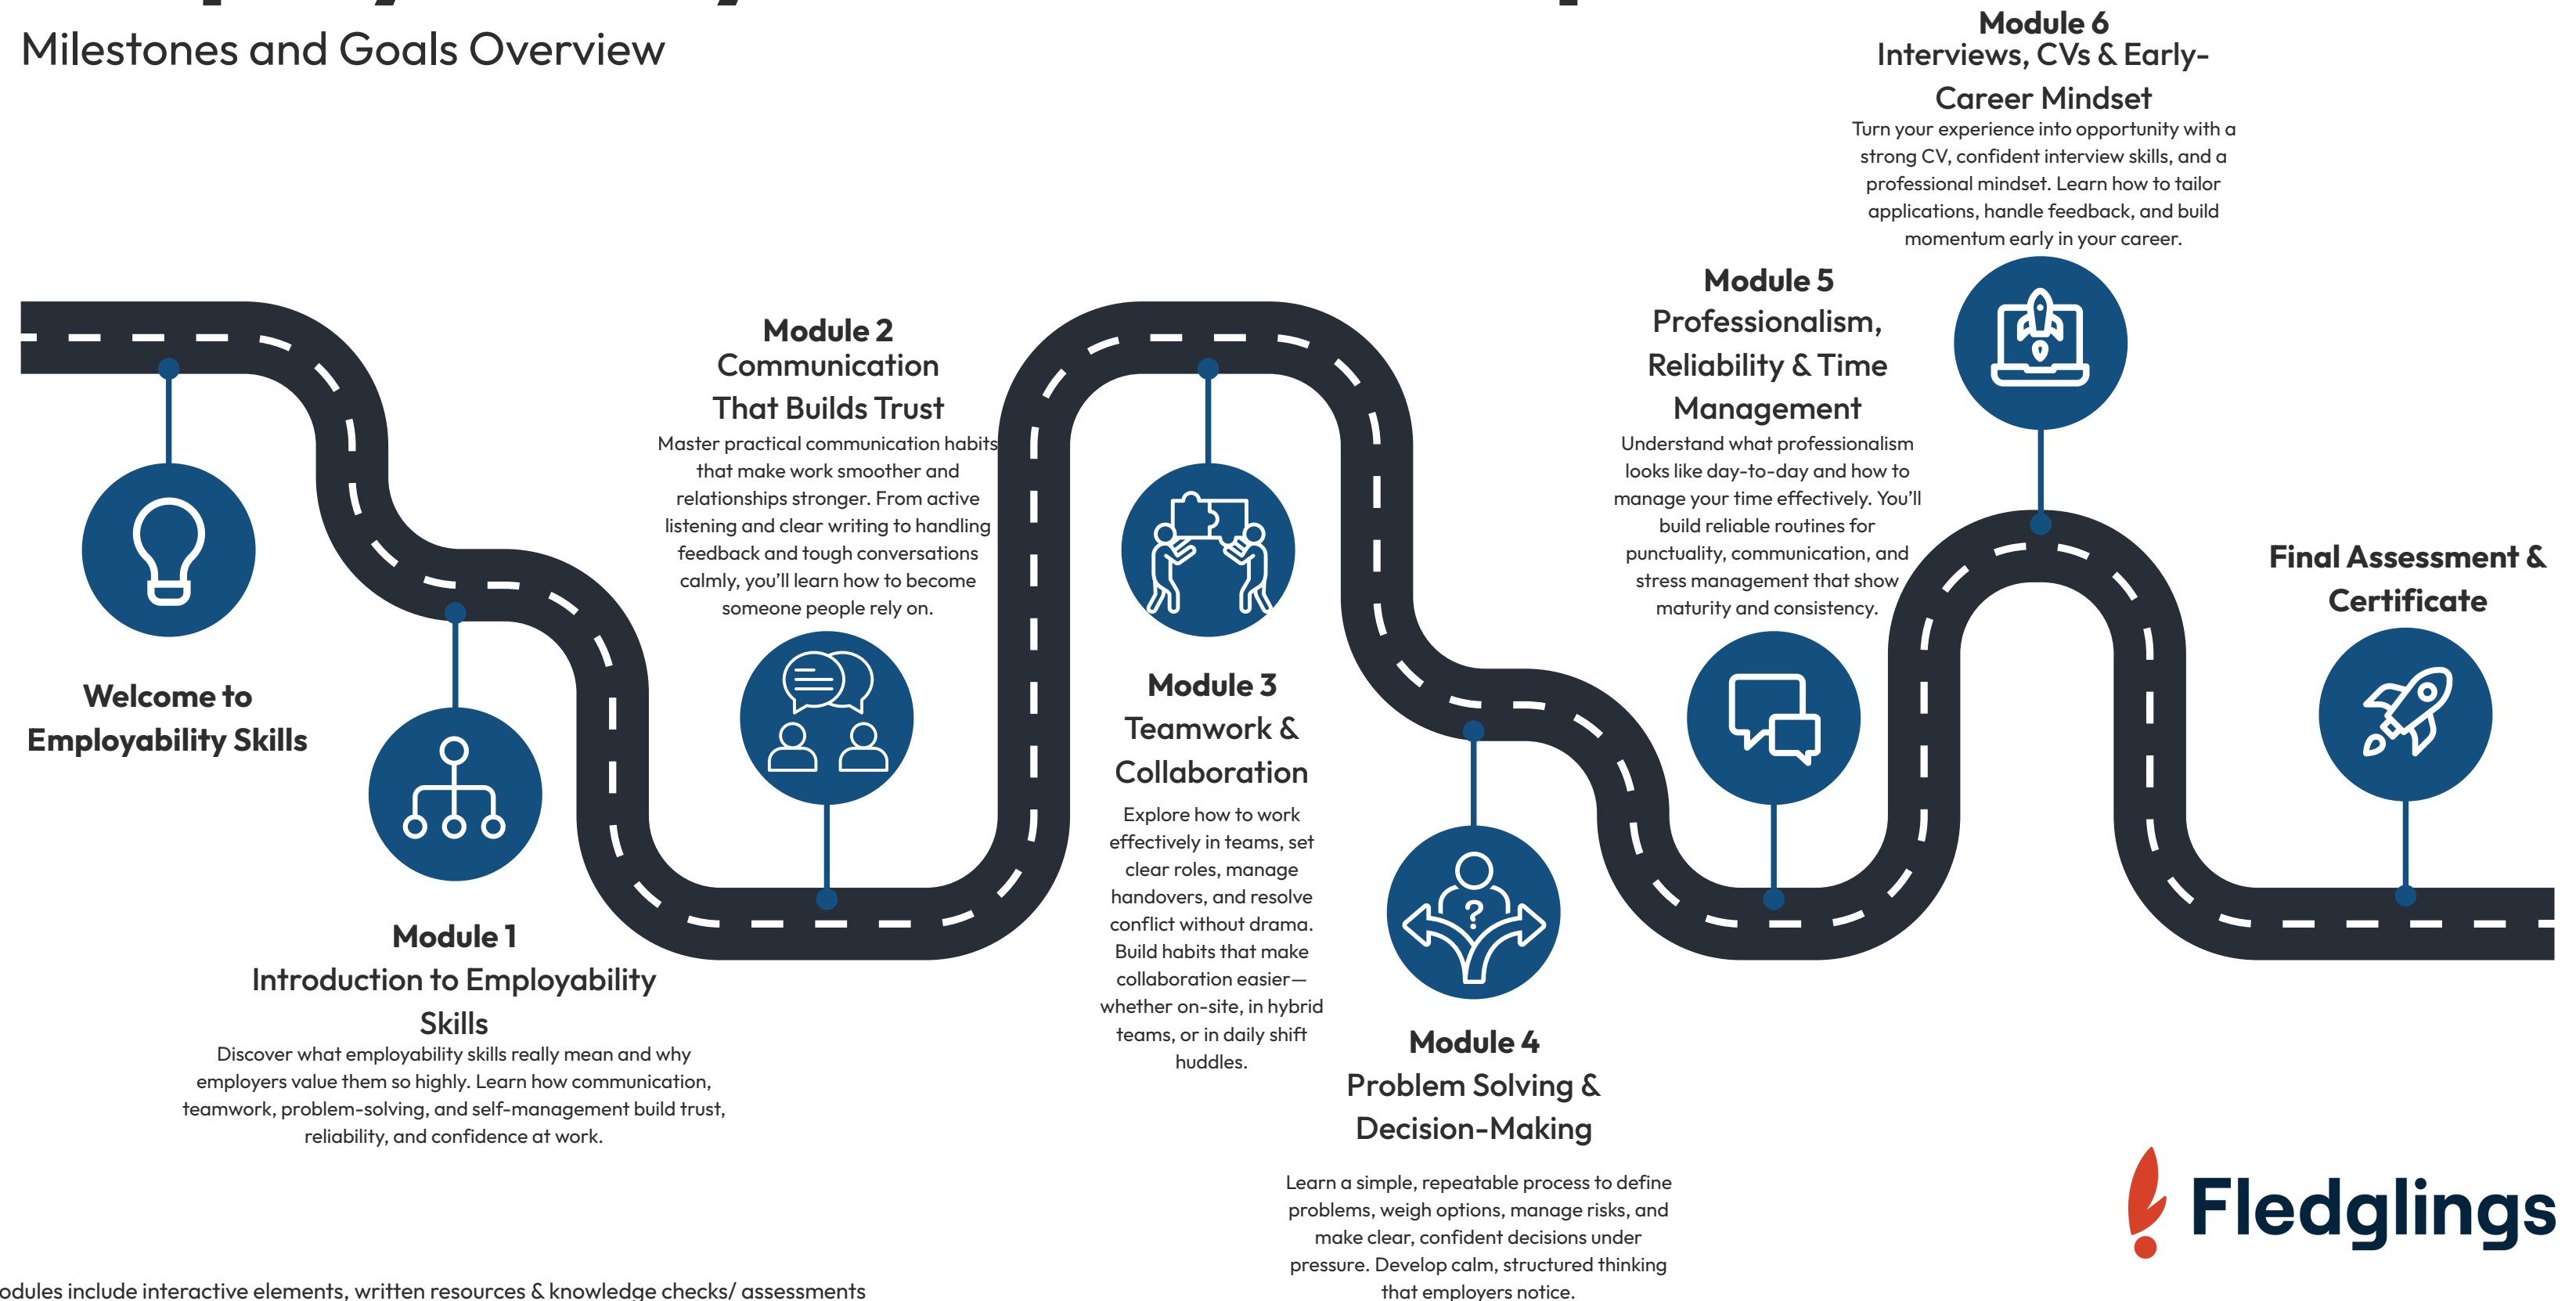 Milestones and Goals Overview
Welcome to
Employability Skills
Module 1
Introduction to Employability
Skills
Discover what employability skills really mean and why
employers value them so highly. Learn how communication,
teamwork, problem-solving, and self-management build trust,
reliability, and confidence at work.
Module 2
Communication
That Builds Trust
Master practical communication habits
that make work smoother and
relationships stronger. From active
listening and clear writing to handling
feedback and tough conversations
calmly, you'll learn how to become
someone people rely on.
Module 3
Teamwork &
Collaboration
Explore how to work
effectively in teams, set
clear roles, manage
handovers, and resolve
conflict without drama.
Build habits that make
collaboration easier—
whether on-site, in hybrid
teams, or in daily shift
huddles.
?
Module 4
Problem Solving &
Decision-Making
Learn a simple, repeatable process to define
problems, weigh options, manage risks, and
make clear, confident decisions under
pressure. Develop calm, structured thinking
that employers notice.
Module 5
Professionalism,
Reliability & Time
Management
Understand what professionalism
looks like day-to-day and how to
manage your time effectively. You'll
build reliable routines for
punctuality, communication, and
stress management that show
maturity and consistency.
Module 6
Interviews, CVs & Early-
Career Mindset
Turn your experience into opportunity with a
strong CV, confident interview skills, and a
professional mindset. Learn how to tailor
applications, handle feedback, and build
momentum early in your career.
Final Assessment &
Certificate
Fledglings
odules include interactive elements, written resources & knowledge checks/ assessments